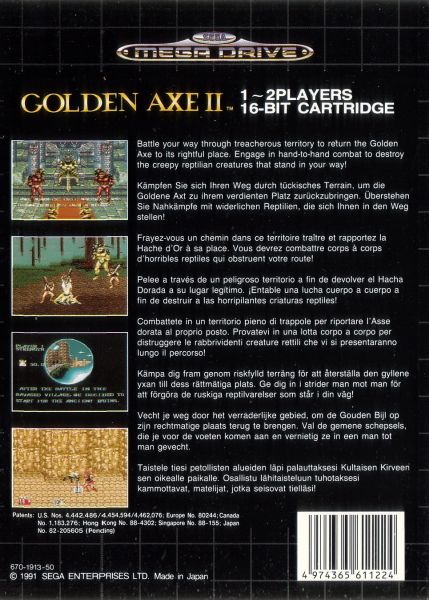 SEGA
MEGA DRIVE
GOLDEN AXE II™
1~2PLAYERS
16-BIT CARTRIDGE
Battle your way through treacherous territory to return the Golden
Axe to its rightful place. Engage in hand-to-hand combat to destroy
the creepy reptilian creatures that stand in your way!
Kämpfen Sie sich Ihren Weg durch tückisches Terrain, um die
Goldene Axt zu ihrem verdienten Platz zurückzubringen. Überstehen
Sie Nahkämpfe mit widerlichen Reptilien, die sich Ihnen in den Weg
stellen!
Frayez-vous un chemin dans ce territoire traître et rapportez la
Hache d'Or à sa place. Vous devrez combattre corps à corps
d'horribles reptiles qui obstruent votre route!
Pelee a través de un peligroso territorio a fin de devolver el Hacha
Dorada a su lugar legítimo. ¡Entable una lucha cuerpo a cuerpo a
fin de destruir a las horripilantes criaturas reptiles!
Combattete in un territorio pieno di trappole per riportare l'Asse
dorata al proprio posto. Provatevi in una lotta corpo a corpo per
distruggere le rabbrividenti creature rettili che vi si presentaranno
lungo il percorso!
Kämpa dig fram genom riskfylld terräng för att återställa den gyllene
yxan till dess rättmätiga plats. Ge dig in i strider man mot man för
att förgöra de ruskiga reptilvarelser som står i din väg!
Vecht je weg door het verraderlijke gebied, om de Gouden Bijl op
zijn rechtmatige plaats terug te brengen. Val de gemene schepsels,
die je voor de voeten komen aan en vernietig ze in een man tot
man gevecht.
Taistele tiesi petollisten alueiden läpi palauttaksesi Kultaisen Kirveen
sen oikealle paikalle. Osallistu lähitaisteluun tuhotaksesi
kammottavat, matelijat, jotka seisovat tielläsi!
AFTER THE BATTLE IN THE
RAVAGED VILLAGE, WE DECIDED TO
START FOR THE ANCIENT RUINS.
Patents: U.S. Nos. 4,442,486/4,454,594/4,462,076; Europe No. 80244; Canada
No. 1,183,276; Hong Kong No. 88-4302; Singapore No. 88-155; Japan
No. 82-205605 (Pending)
670-1913-50
© 1991 SEGA ENTERPRISES LTD. Made in Japan
4 974365 611224